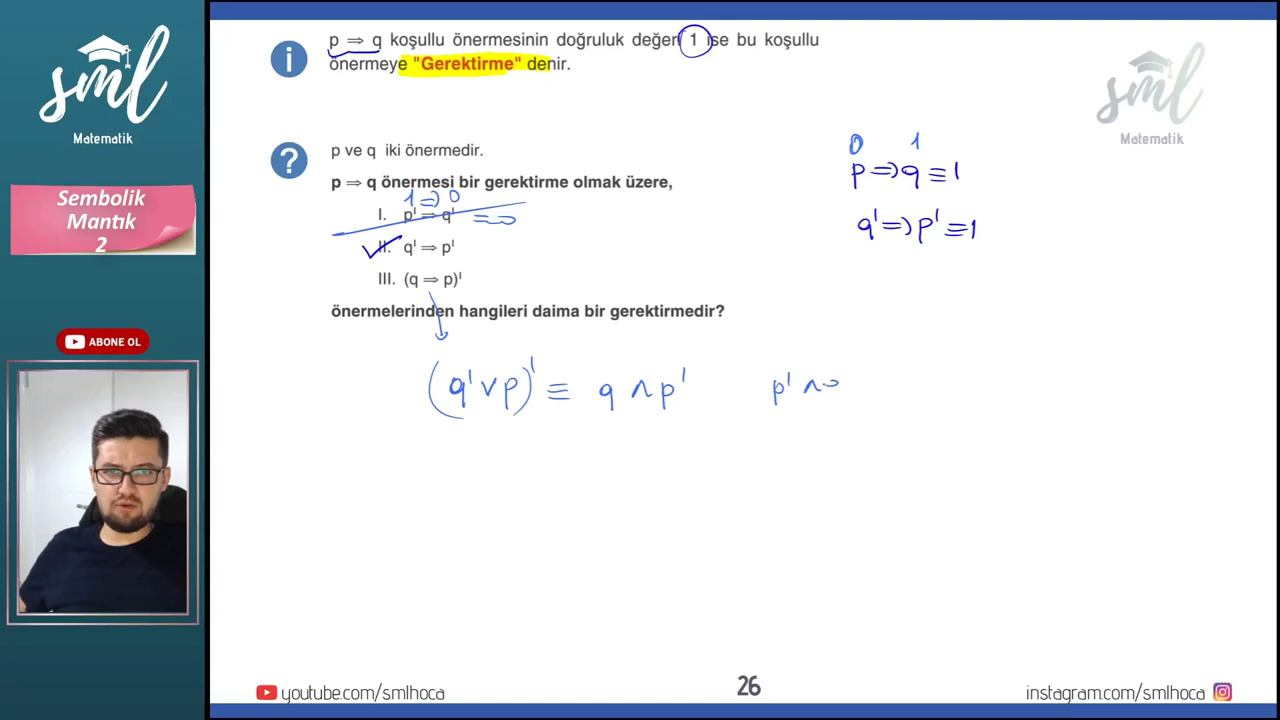 sml
Matematik
Sembolik
Mantık
2
ABONE OL
i
p ⇒ q koşullu önermesinin doğruluk değeri 1 ise bu koşullu
önermeye "Gerektirme" denir.
sml
Matematik
?
p ve q iki önermedir.
p ⇒ q önermesi bir gerektirme olmak üzere,
1 ⇒ 0
I. p' ⇒ q' ≡ 0
II. q' ⇒ p'
III. (q ⇒ p)'
önermelerinden hangileri daima bir gerektirmedir?
0 1
p ⇒ q ≡ 1
q' ⇒ p' ≡ 1
(q' ∨ p)' ≡ q ∧ p' p' ∧
youtube.com/smlhoca
26
instagram.com/smlhoca